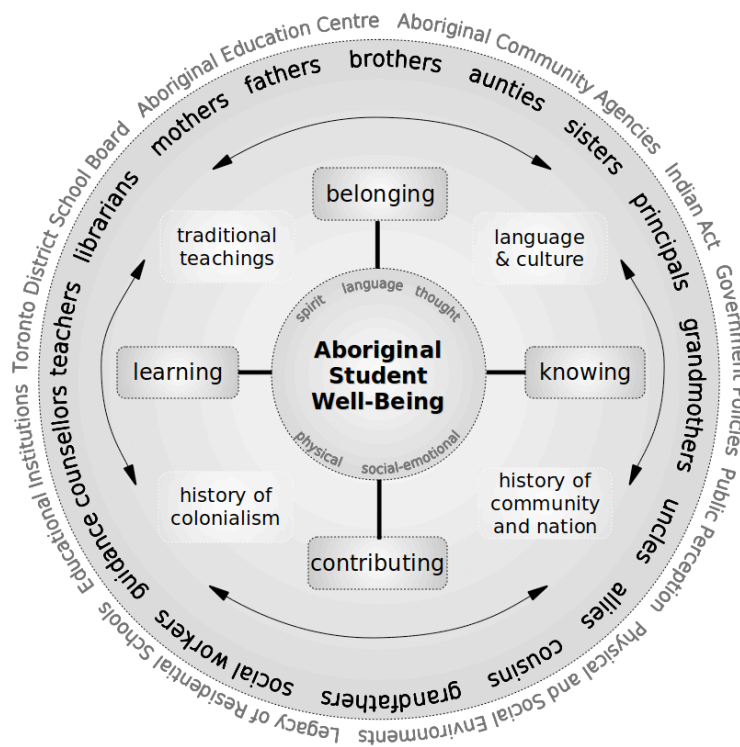 Aboriginal Education Centre
Aboriginal Community Agencies
Indian Act
Government Policies
Public Perception
Physical and Social Environments
Legacy of Residential Schools
Educational Institutions
Toronto District School Board
mothers
fathers
brothers
aunties
sisters
principals
grandmothers
uncles
allies
cousins
grandfathers
social workers
guidance counsellors
teachers
librarians
belonging
traditional
teachings
language
& culture
spirit
language
thought
Aboriginal
Student
Well-Being
learning
knowing
physical
social-emotional
history of
colonialism
history of
community
and nation
contributing